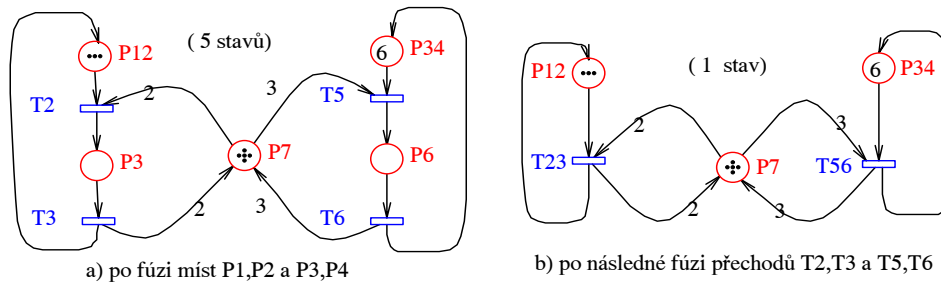 P12
( 5 stavů)
6
P34
T2
2
3
T5
P3
P7
P6
T3
2
3
T6
a) po fúzi míst P1,P2 a P3,P4
P12
( 1 stav)
6
P34
2
3
T23
P7
T56
2
3
b) po následné fúzi přechodů T2,T3 a T5,T6